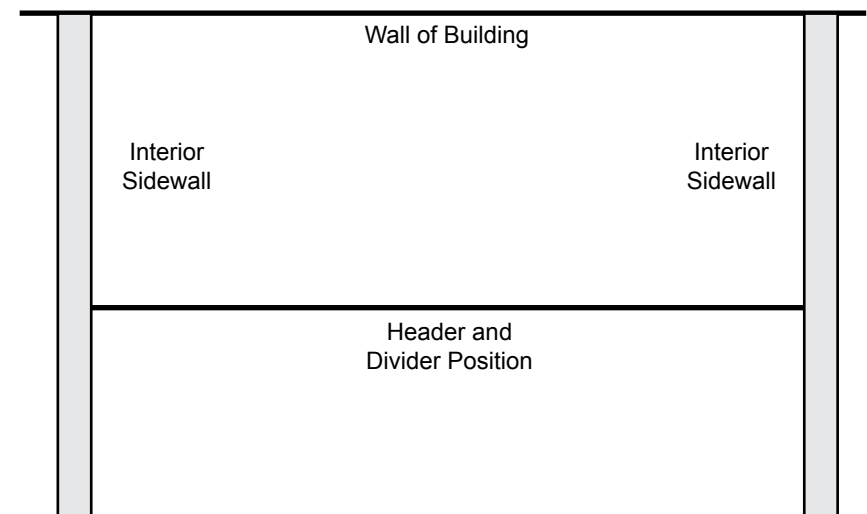 Wall of Building
Interior
Sidewall
Interior
Sidewall
Header and
Divider Position